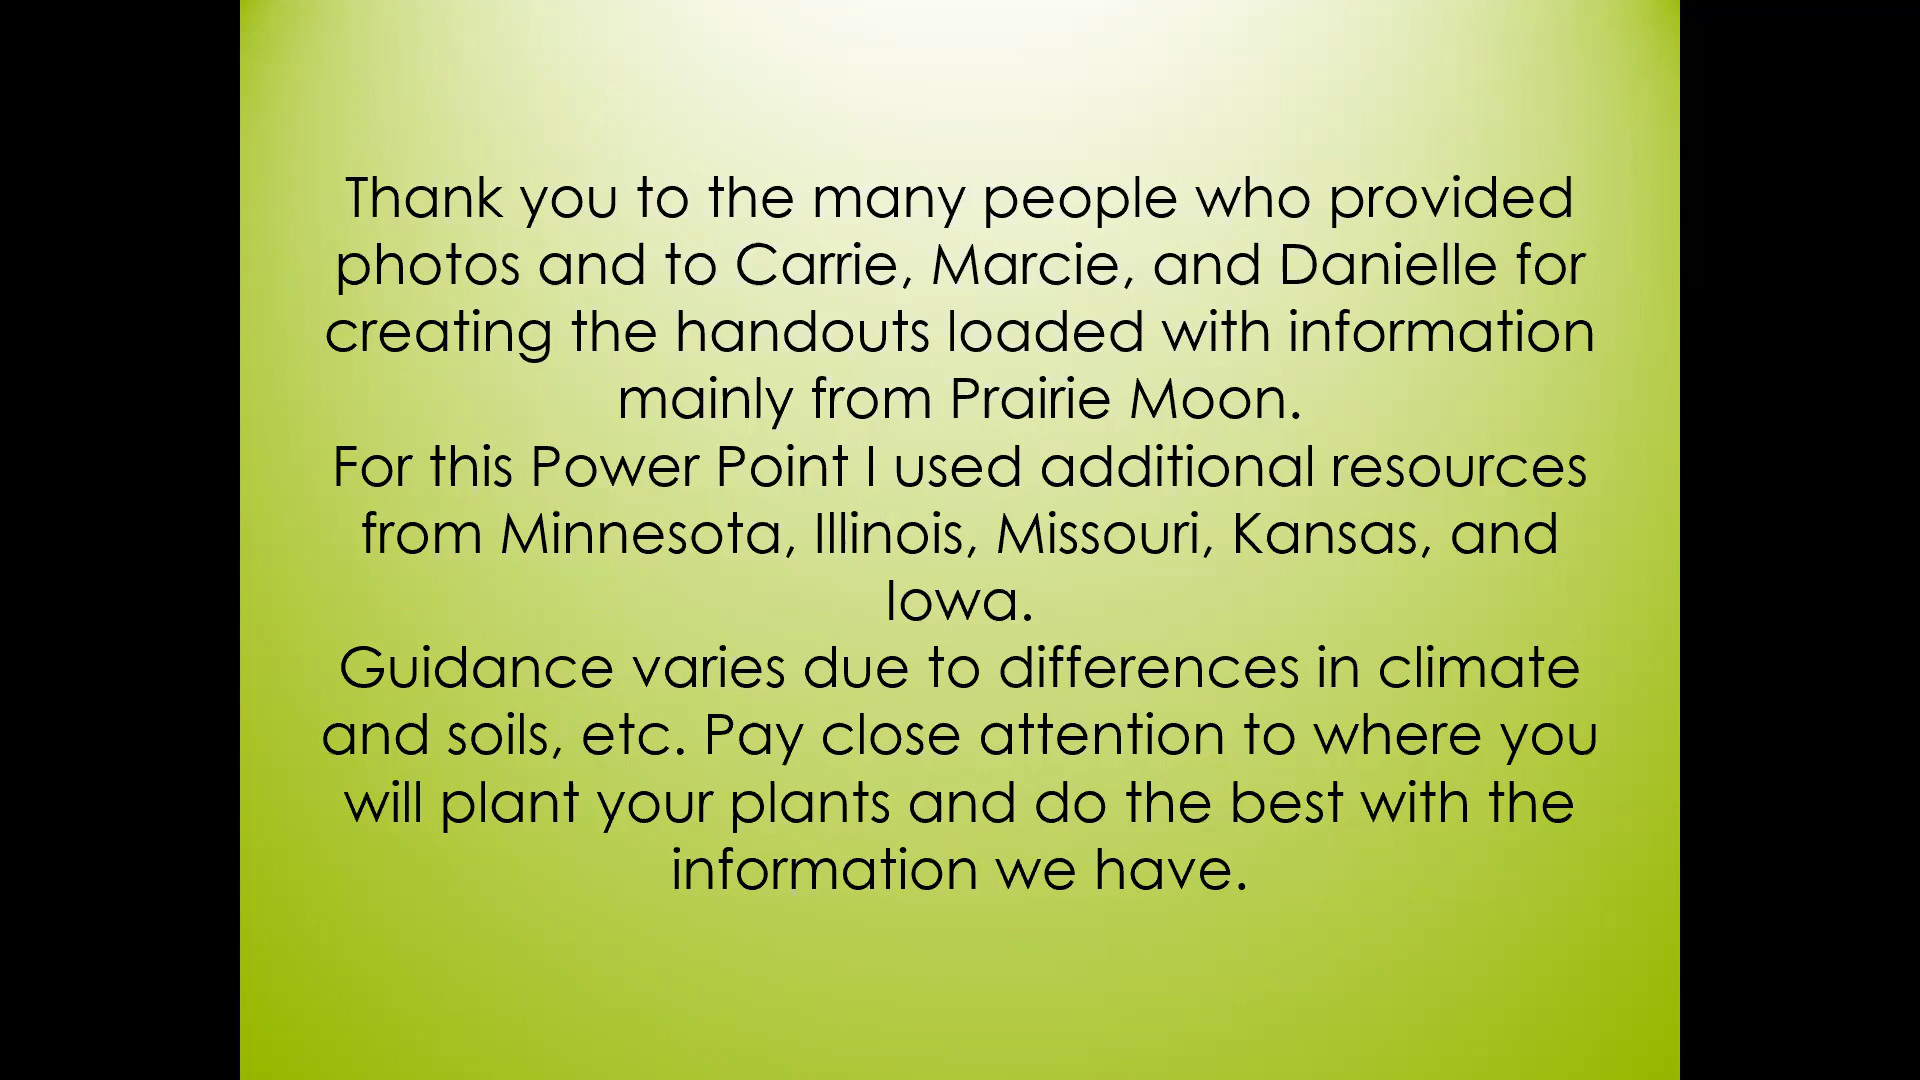 Thank you to the many people who provided
photos and to Carrie, Marcie, and Danielle for
creating the handouts loaded with information
mainly from Prairie Moon.
For this Power Point I used additional resources
from Minnesota, Illinois, Missouri, Kansas, and
Iowa.
Guidance varies due to differences in climate
and soils, etc. Pay close attention to where you
will plant your plants and do the best with the
information we have.